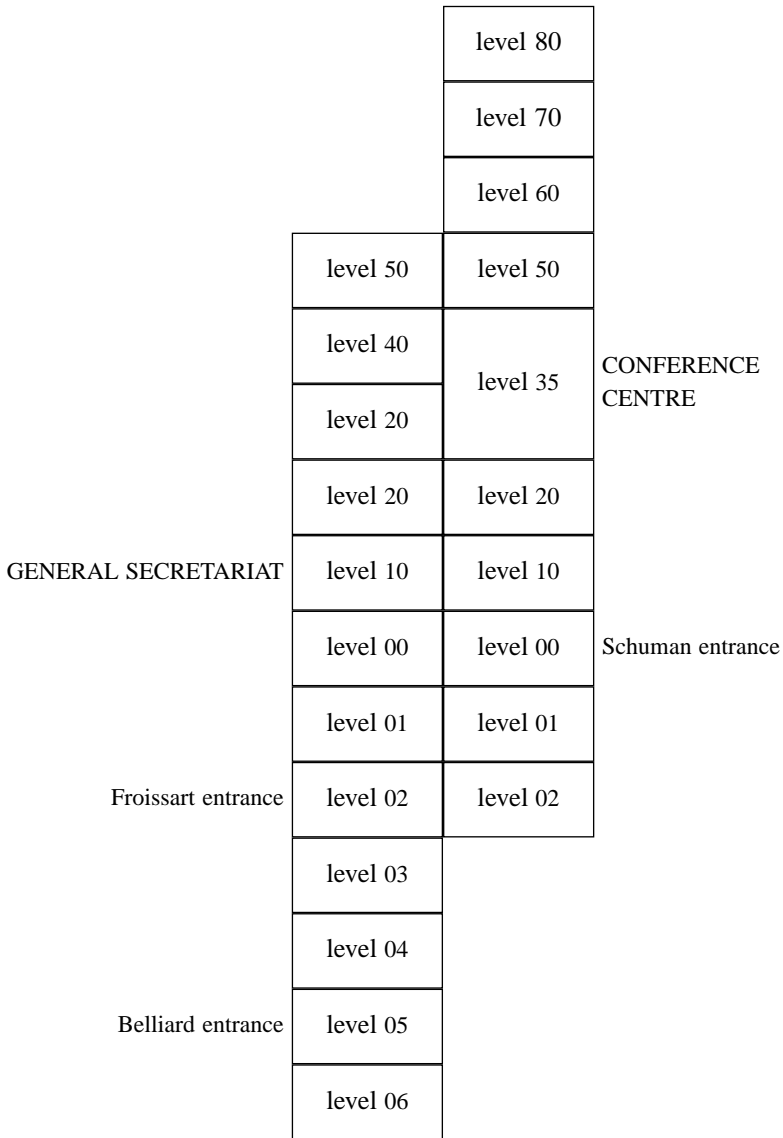 level 80
level 70
level 60
level 50 level 50
level 40
level 35 CONFERENCE
CENTRE
level 20
level 20 level 20
GENERAL SECRETARIAT level 10 level 10
level 00 level 00 Schuman entrance
level 01 level 01
Froissart entrance level 02 level 02
level 03
level 04
Belliard entrance level 05
level 06